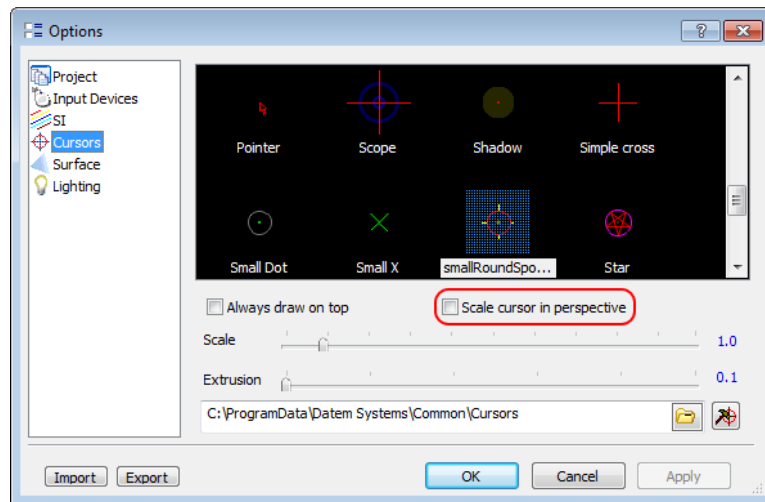 Options
Project
Input Devices
SI
Cursors
Surface
Lighting
Pointer Scope Shadow Simple cross
Small Dot Small X smallRoundSpo... Star
Always draw on top Scale cursor in perspective
Scale 1.0
Extrusion 0.1
C:\ProgramData\Datem Systems\Common\Cursors
Import Export OK Cancel Apply